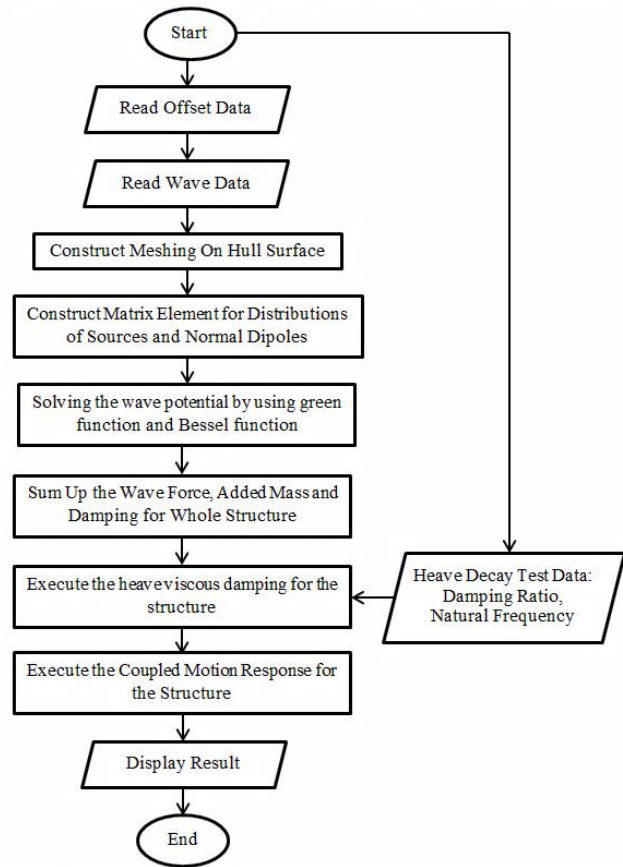 Start
Read Offset Data
Read Wave Data
Construct Meshing On Hull Surface
Construct Matrix Element for Distributions
of Sources and Normal Dipoles
Solving the wave potential by using green
function and Bessel function
Sum Up the Wave Force, Added Mass and
Damping for Whole Structure
Execute the heave viscous damping for the
structure
Heave Decay Test Data:
Damping Ratio,
Natural Frequency
Execute the Coupled Motion Response for
the Structure
Display Result
End